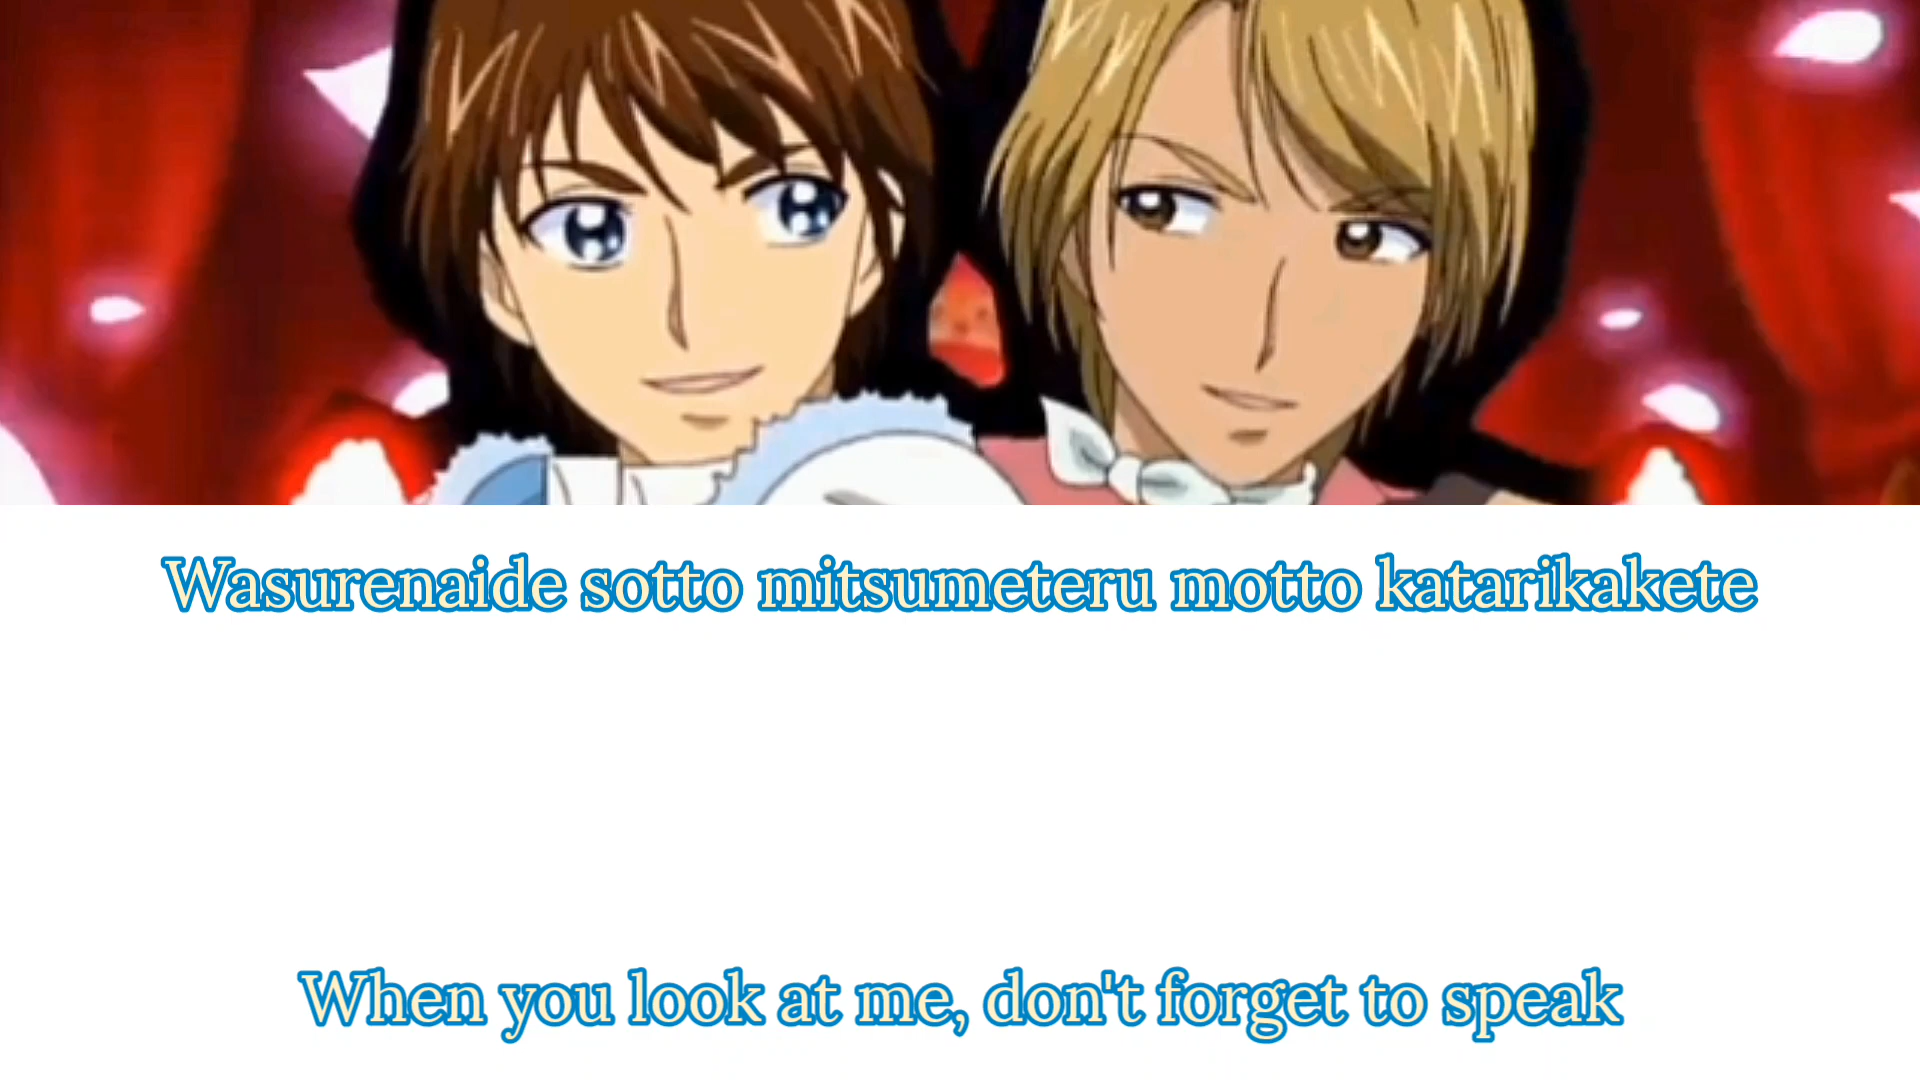 Wasurenaide sotto mitsumeteru motto katarikakete
When you look at me, don't forget to speak